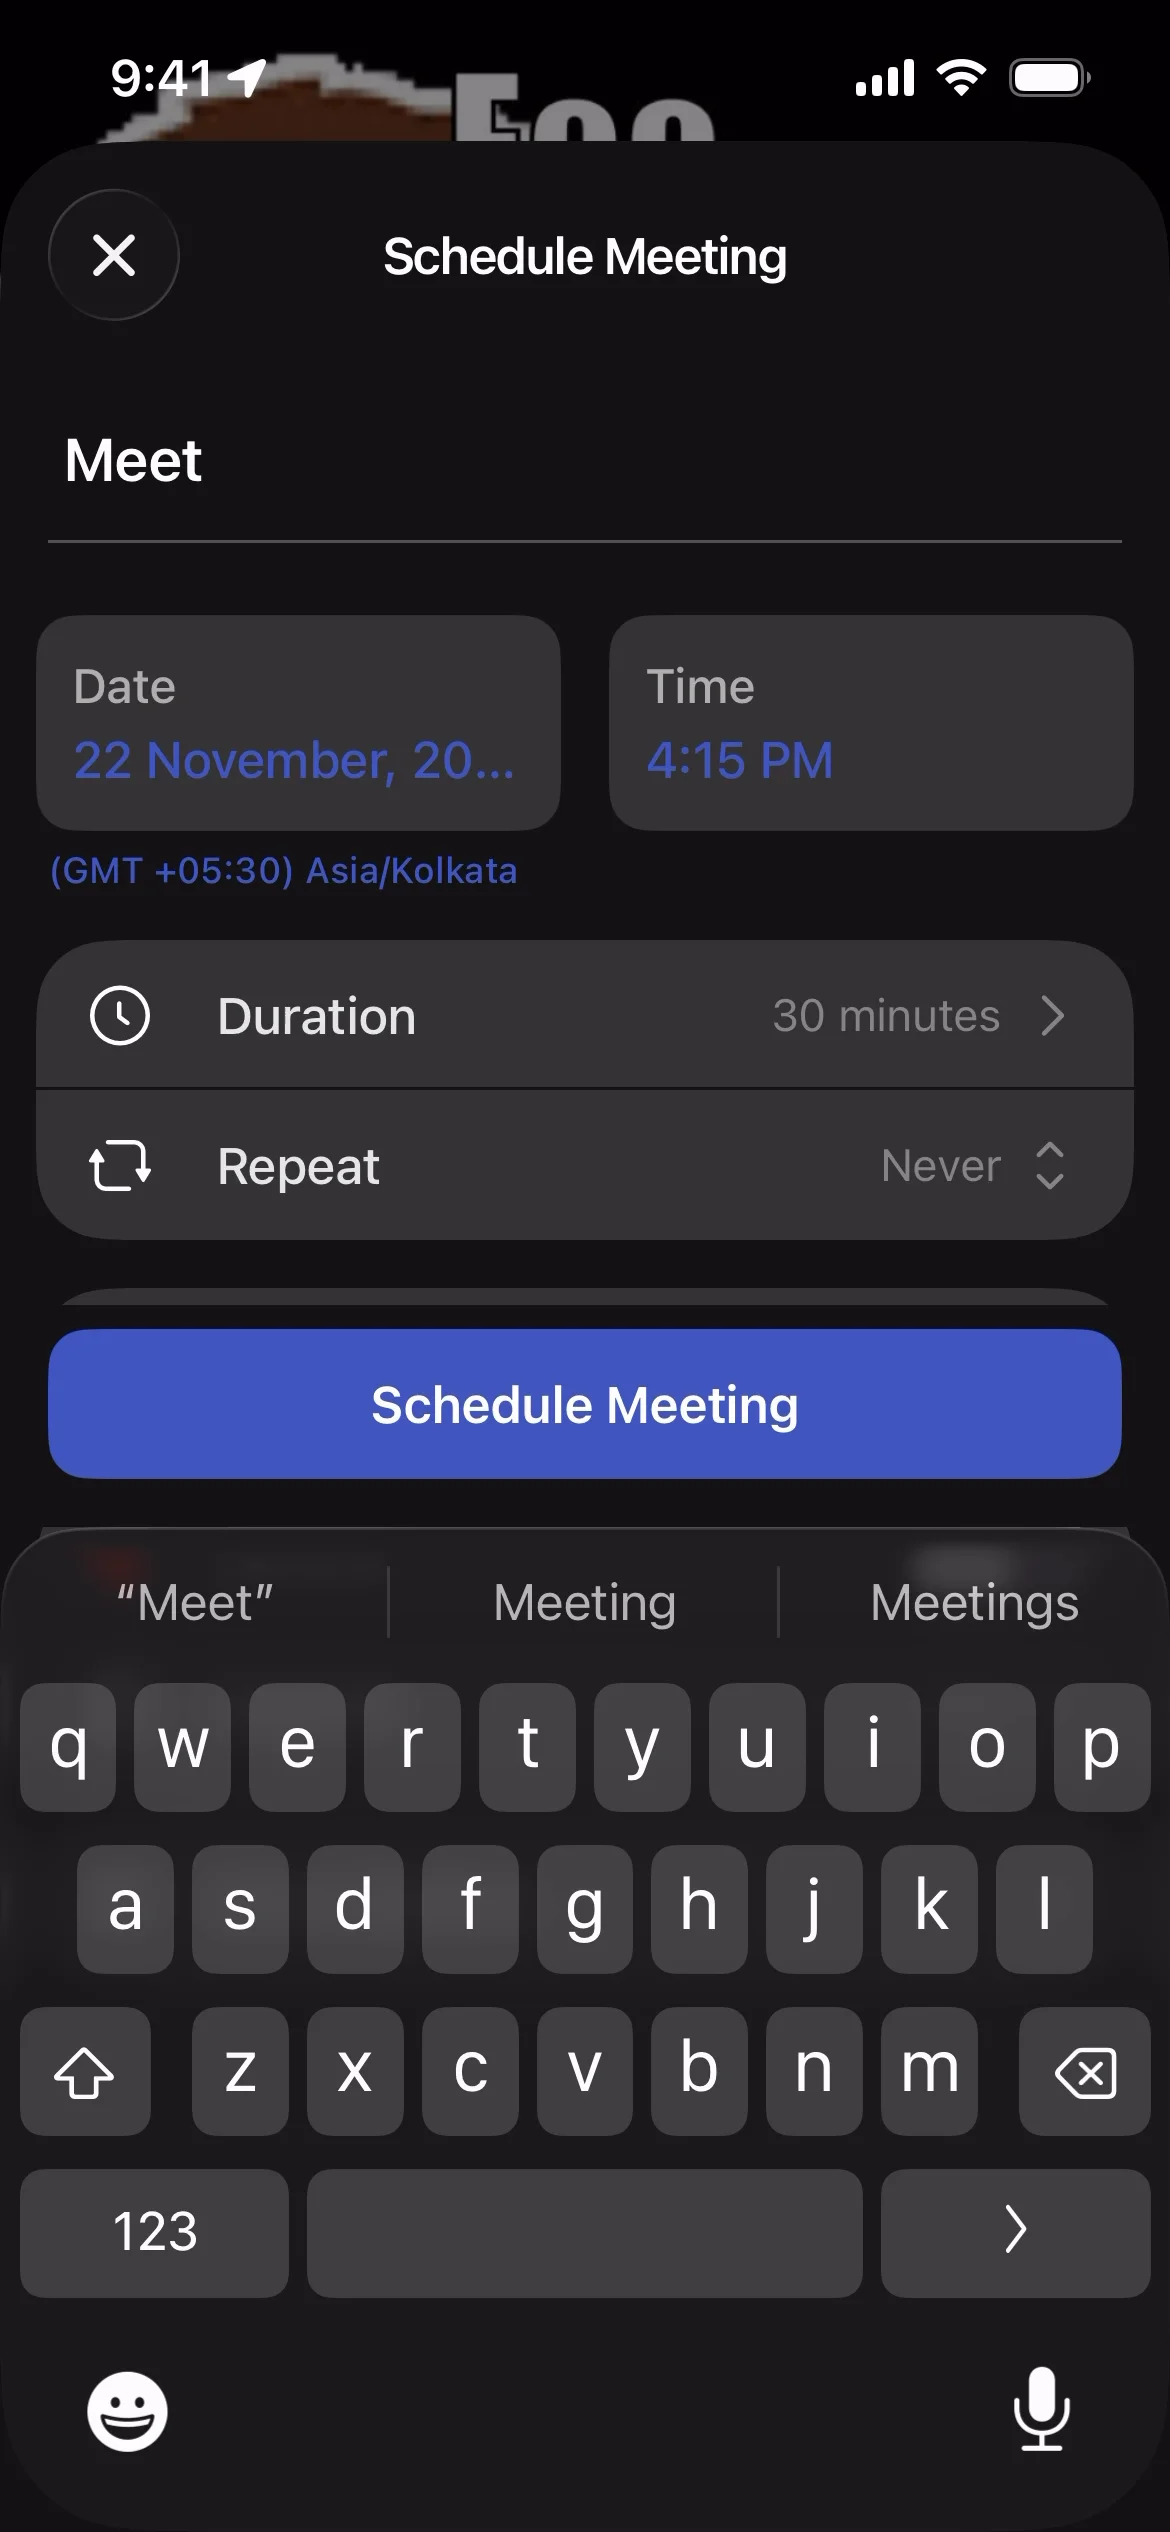 9:41
Schedule Meeting
Meet
Date
22 November, 20...
Time
4:15 PM
(GMT +05:30) Asia/Kolkata
Duration
30 minutes
Repeat
Never
Schedule Meeting
“Meet”
Meeting
Meetings
q w e r t y u i o p
a s d f g h j k l
z x c v b n m
123